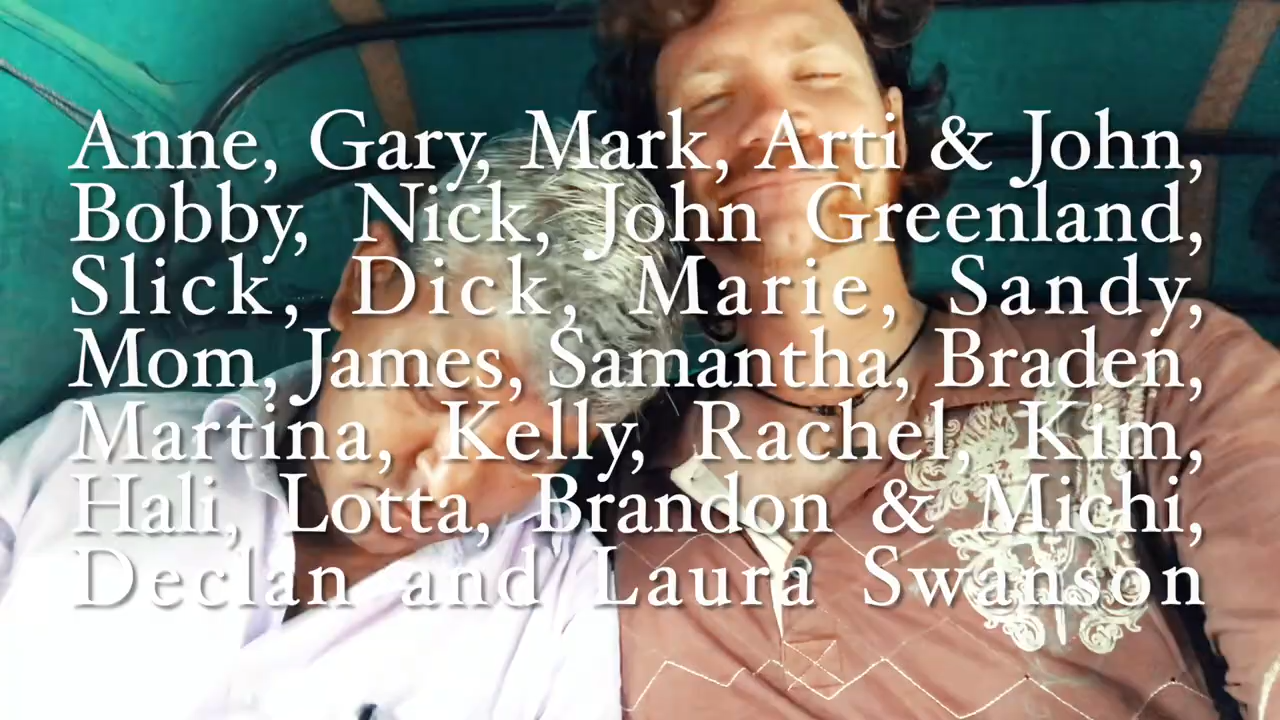 Anne, Gary, Mark, Arti & John,
Bobby, Nick, John Greenland,
Slick, Dick, Marie, Sandy,
Mom, James, Samantha, Braden,
Martina, Kelly, Rachel, Kim,
Hali, Lotta, Brandon & Michi,
Declan and Laura Swanson